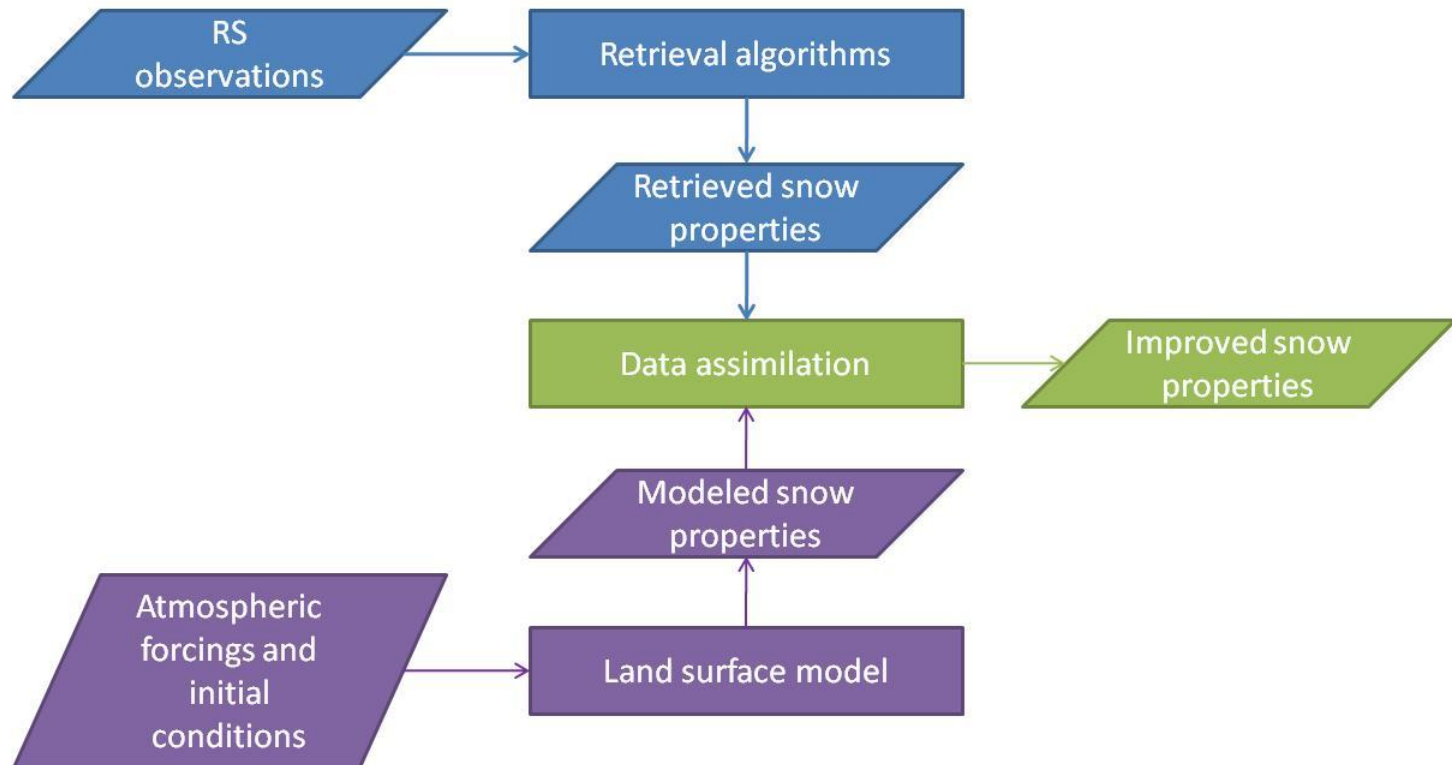 RS
observations
Retrieval algorithms
Retrieved snow
properties
Data assimilation
Improved snow
properties
Modeled snow
properties
Atmospheric
forcings and
initial
conditions
Land surface model